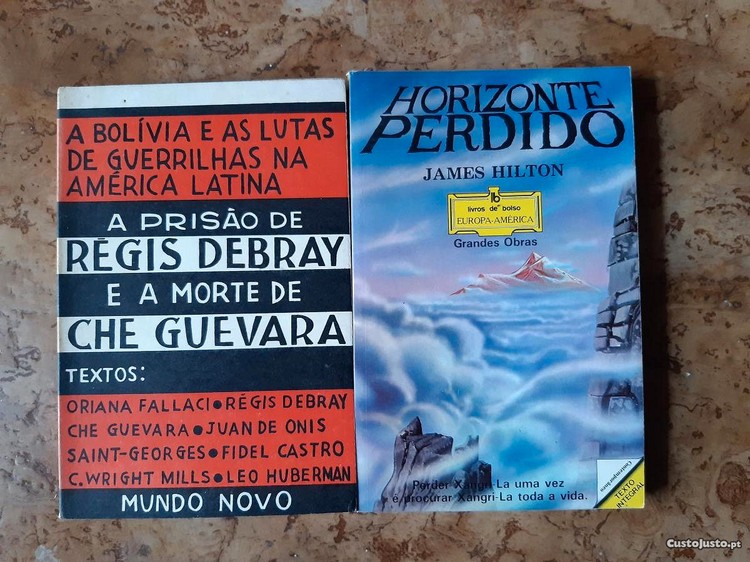 A BOLÍVIA E AS LUTAS
DE GUERRILHAS NA
AMÉRICA LATINA
A PRISÃO DE
RÉGIS DEBRAY
E A MORTE DE
CHE GUEVARA
TEXTOS:
ORIANA FALLACI • RÉGIS DEBRAY
CHE GUEVARA • JUAN DE ONIS
SAINT-GEORGES • FIDEL CASTRO
C. WRIGHT MILLS • LEO HUBERMAN
MUNDO NOVO
HORIZONTE
PERDIDO
JAMES HILTON
lb
livros de bolso
EUROPA-AMÉRICA
Grandes Obras
Perder Xangri-La uma vez
é procurar Xangri-La toda a vida.
TEXTO
INTEGRAL
CustoJusto.pt